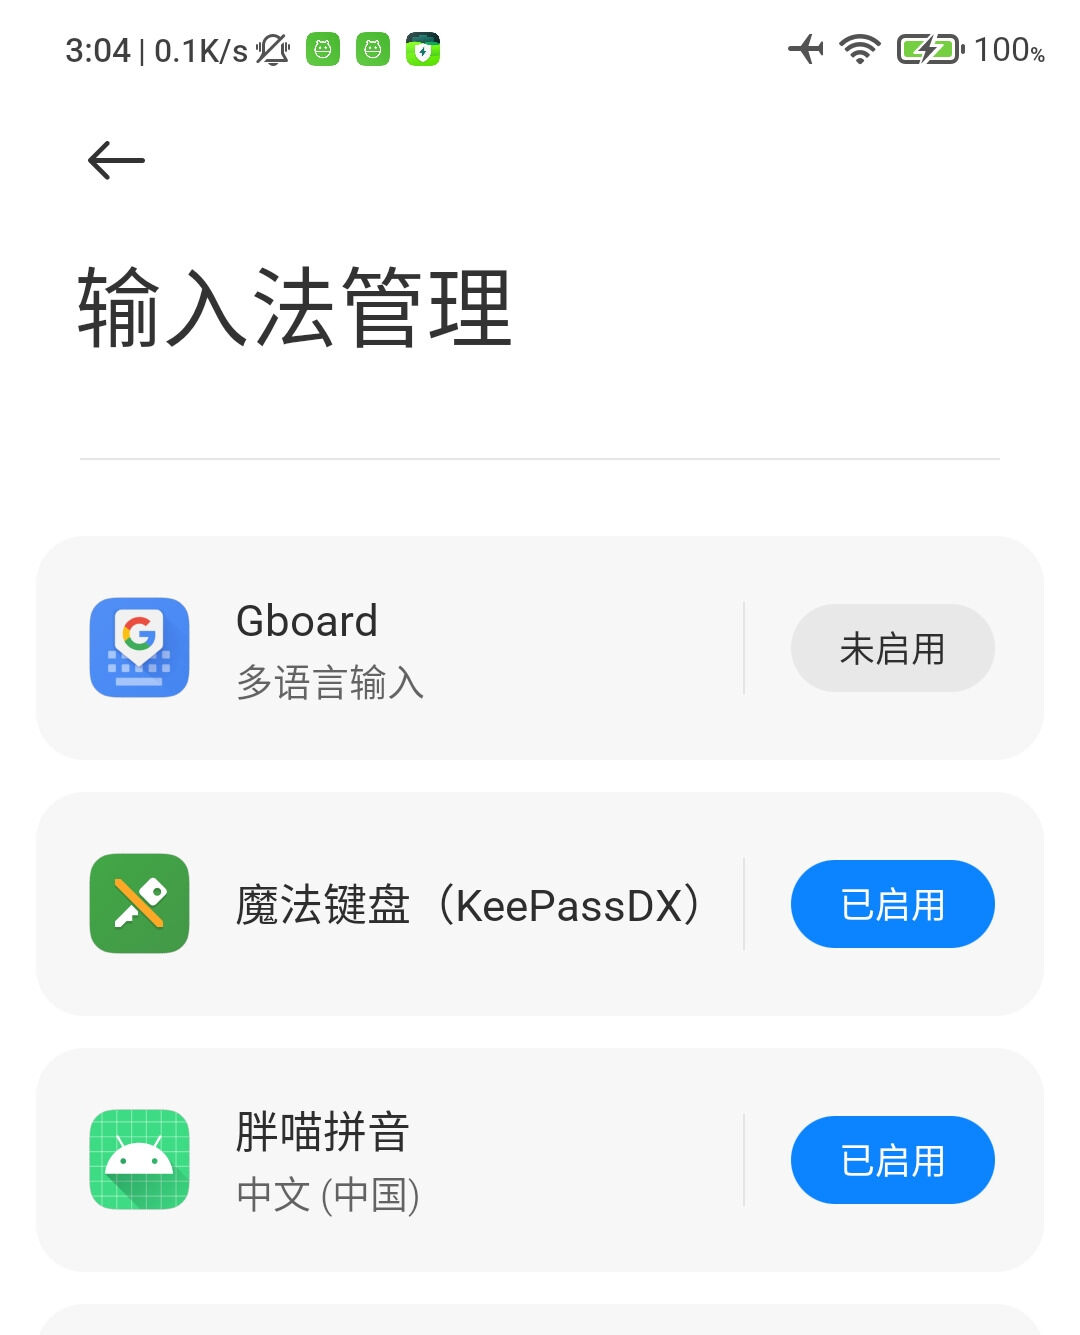 3:04 | 0.1K/s 100%
输入法管理
Gboard
多语言输入
未启用
魔法键盘（KeePassDX）
已启用
胖喵拼音
中文 (中国)
已启用